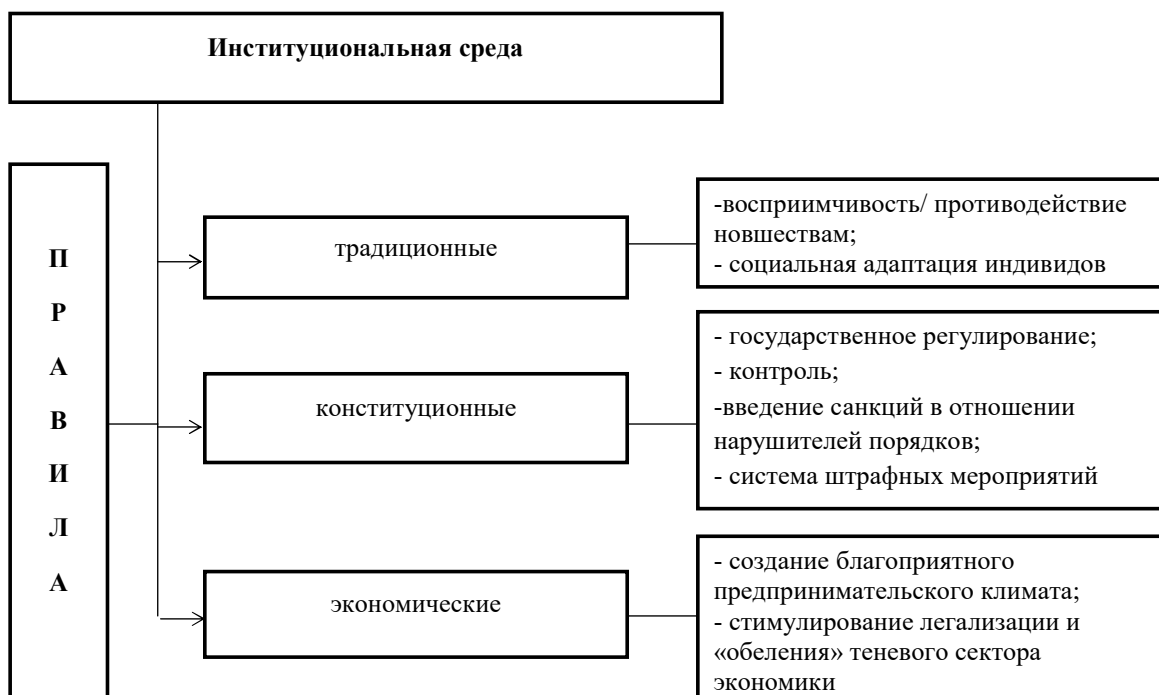 Институциональная среда
ПРАВИЛА
традиционные
-восприимчивость/ противодействие
новшествам;
- социальная адаптация индивидов
конституционные
- государственное регулирование;
- контроль;
-введение санкций в отношении
нарушителей порядков;
- система штрафных мероприятий
экономические
- создание благоприятного
предпринимательского климата;
- стимулирование легализации и
«обеления» теневого сектора
экономики